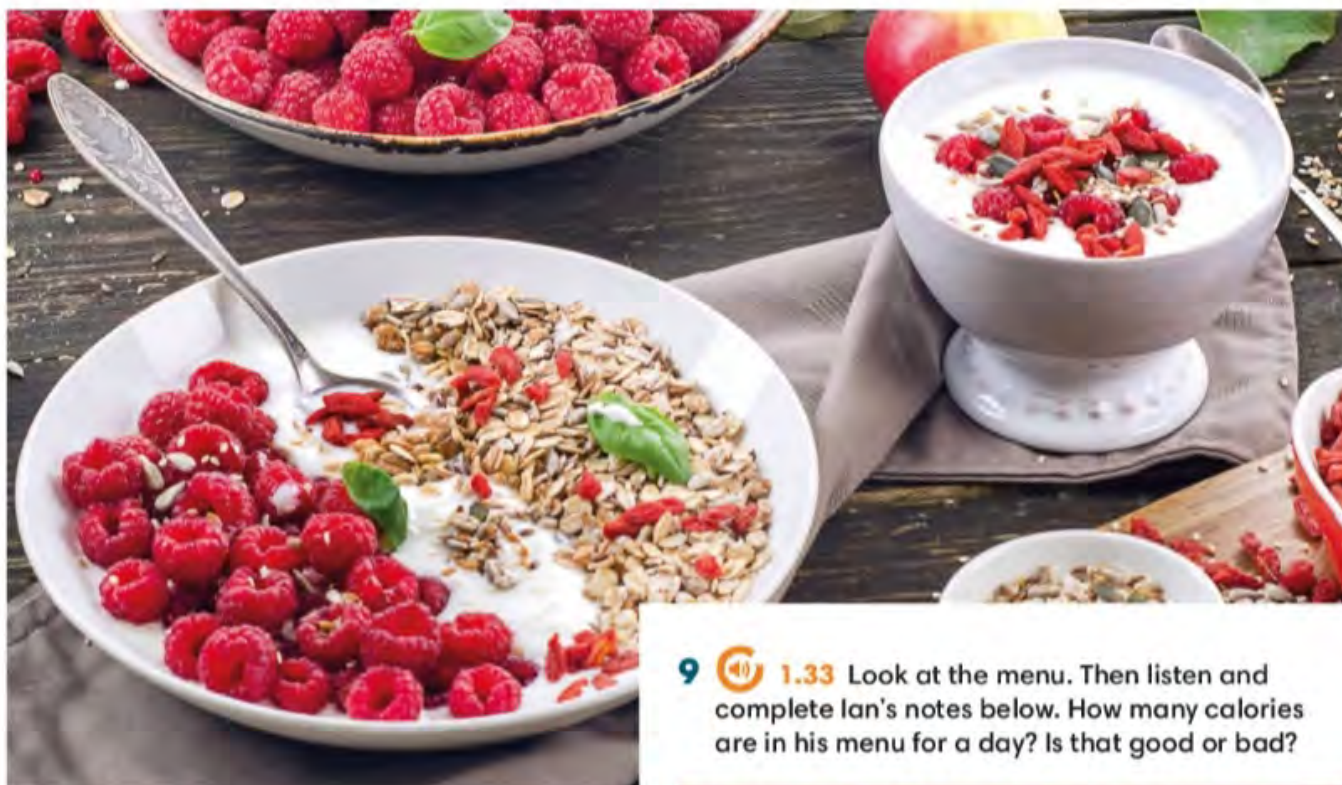 9 1.33 Look at the menu. Then listen and
complete Ian's notes below. How many calories
are in his menu for a day? Is that good or bad?